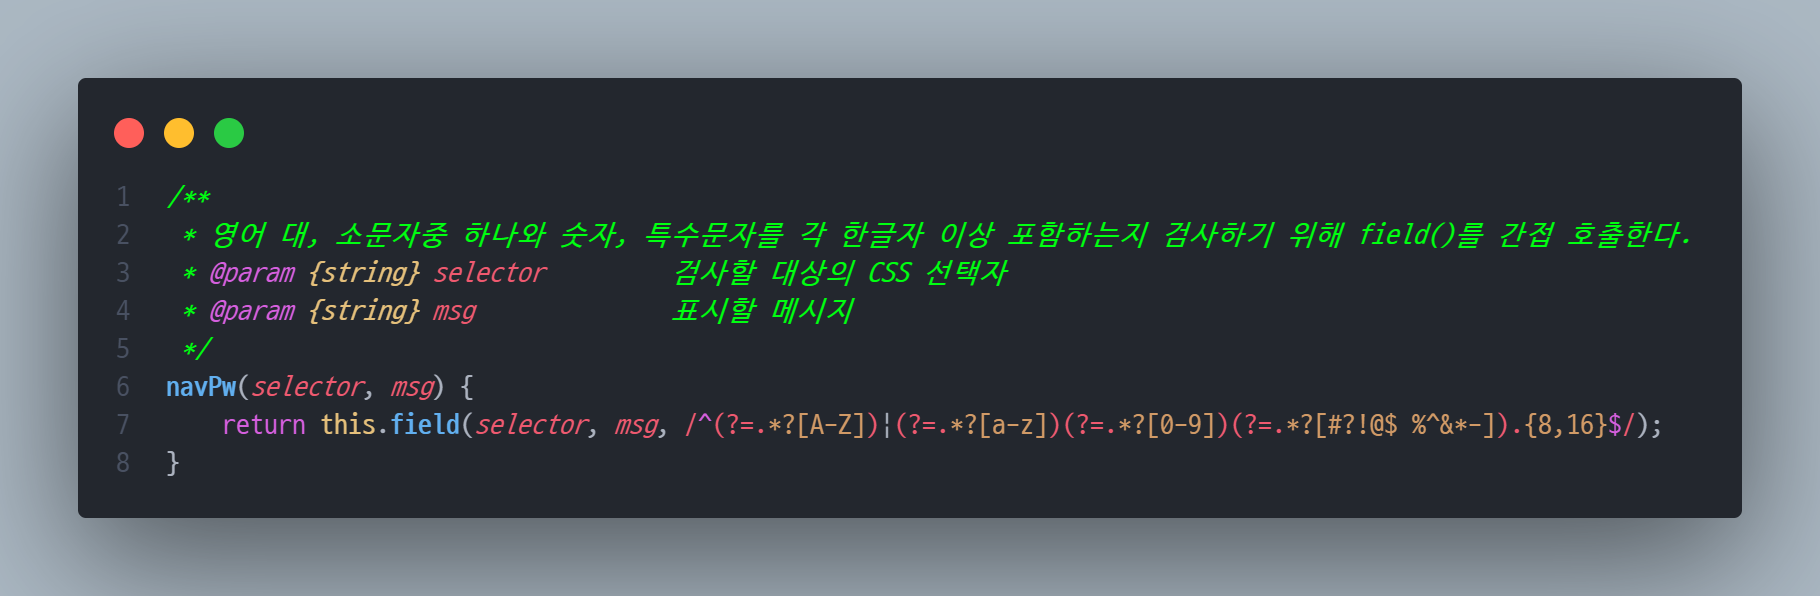 1 /**
2  * 영어 대, 소문자중 하나와 숫자, 특수문자를 각 한글자 이상 포함하는지 검사하기 위해 field()를 간접 호출한다.
3  * @param {string} selector         검사할 대상의 CSS 선택자
4  * @param {string} msg              표시할 메시지
5  */
6 navPw(selector, msg) {
7     return this.field(selector, msg, /^(?=.*?[A-Z])|(?=.*?[a-z])(?=.*?[0-9])(?=.*?[#?!@$ %^&*-]).{8,16}$/);
8 }